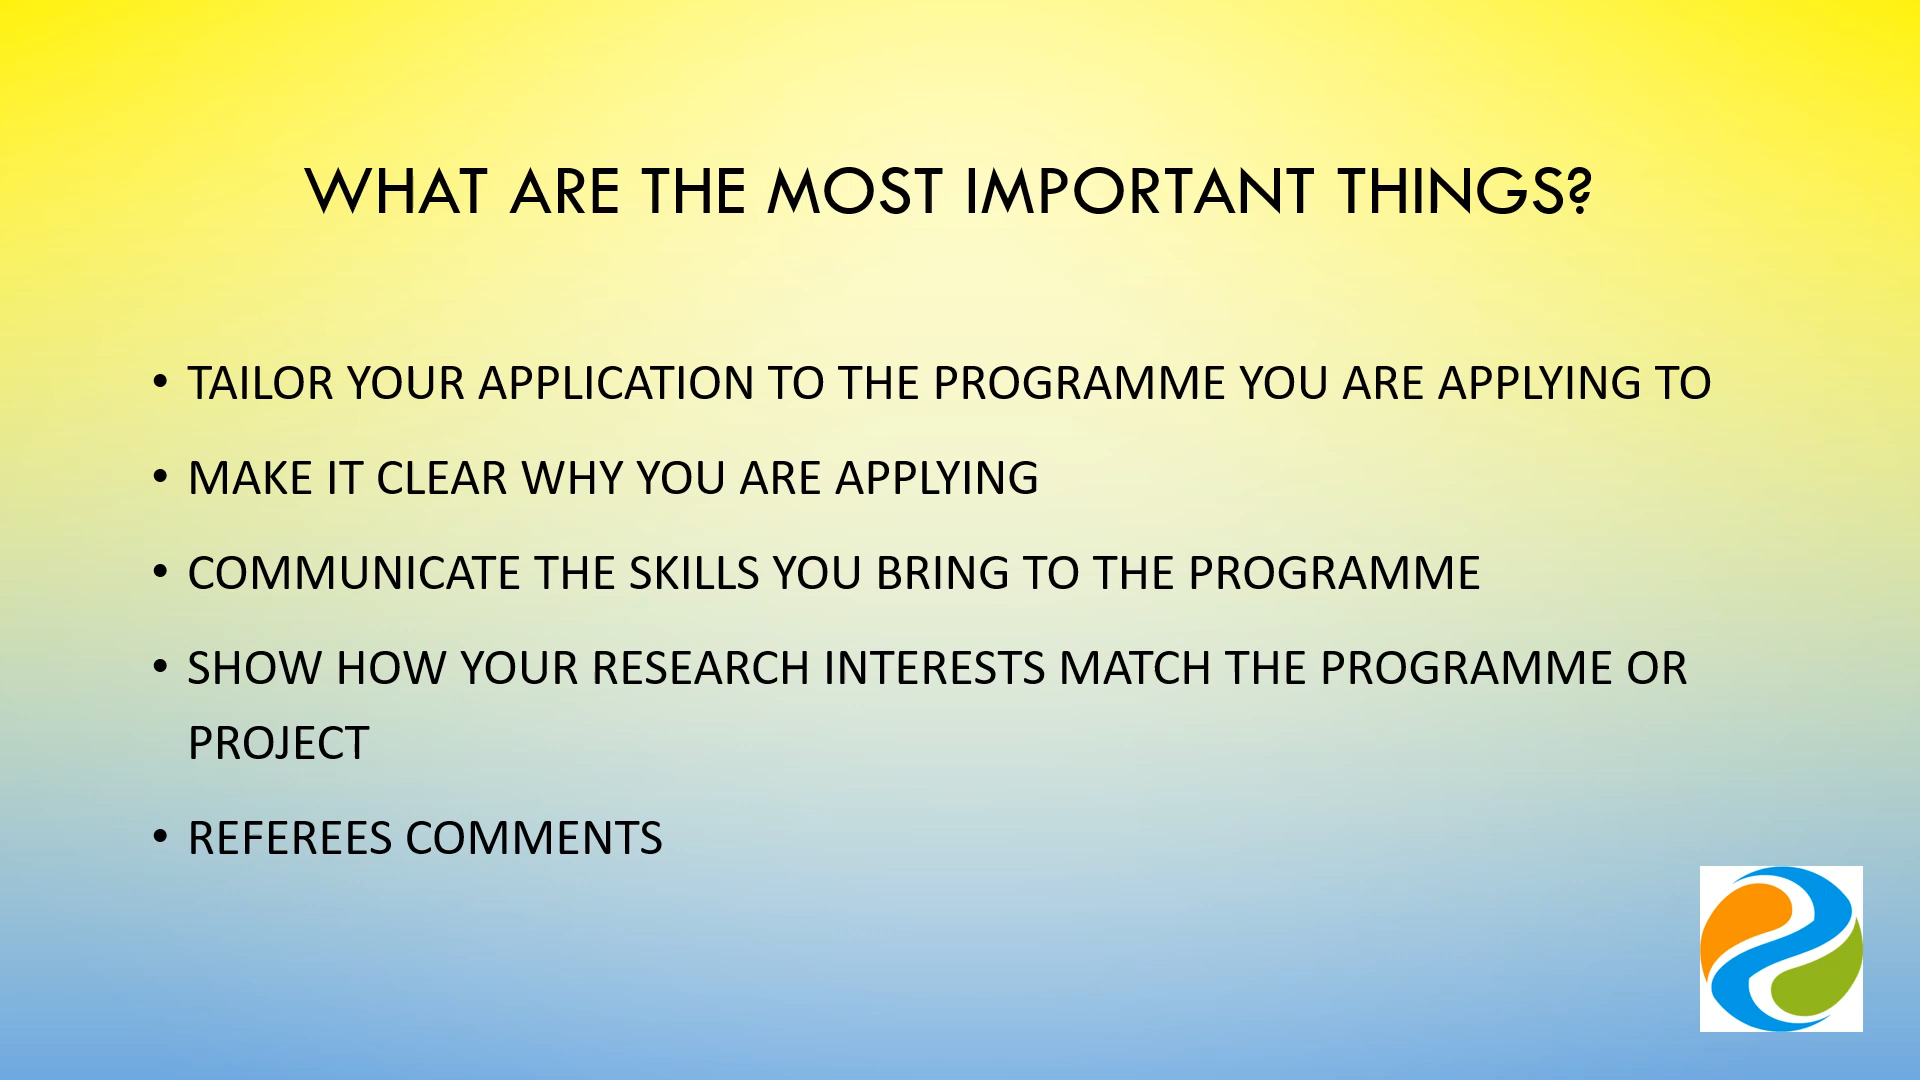 WHAT ARE THE MOST IMPORTANT THINGS?
• TAILOR YOUR APPLICATION TO THE PROGRAMME YOU ARE APPLYING TO
• MAKE IT CLEAR WHY YOU ARE APPLYING
• COMMUNICATE THE SKILLS YOU BRING TO THE PROGRAMME
• SHOW HOW YOUR RESEARCH INTERESTS MATCH THE PROGRAMME OR
PROJECT
• REFEREES COMMENTS